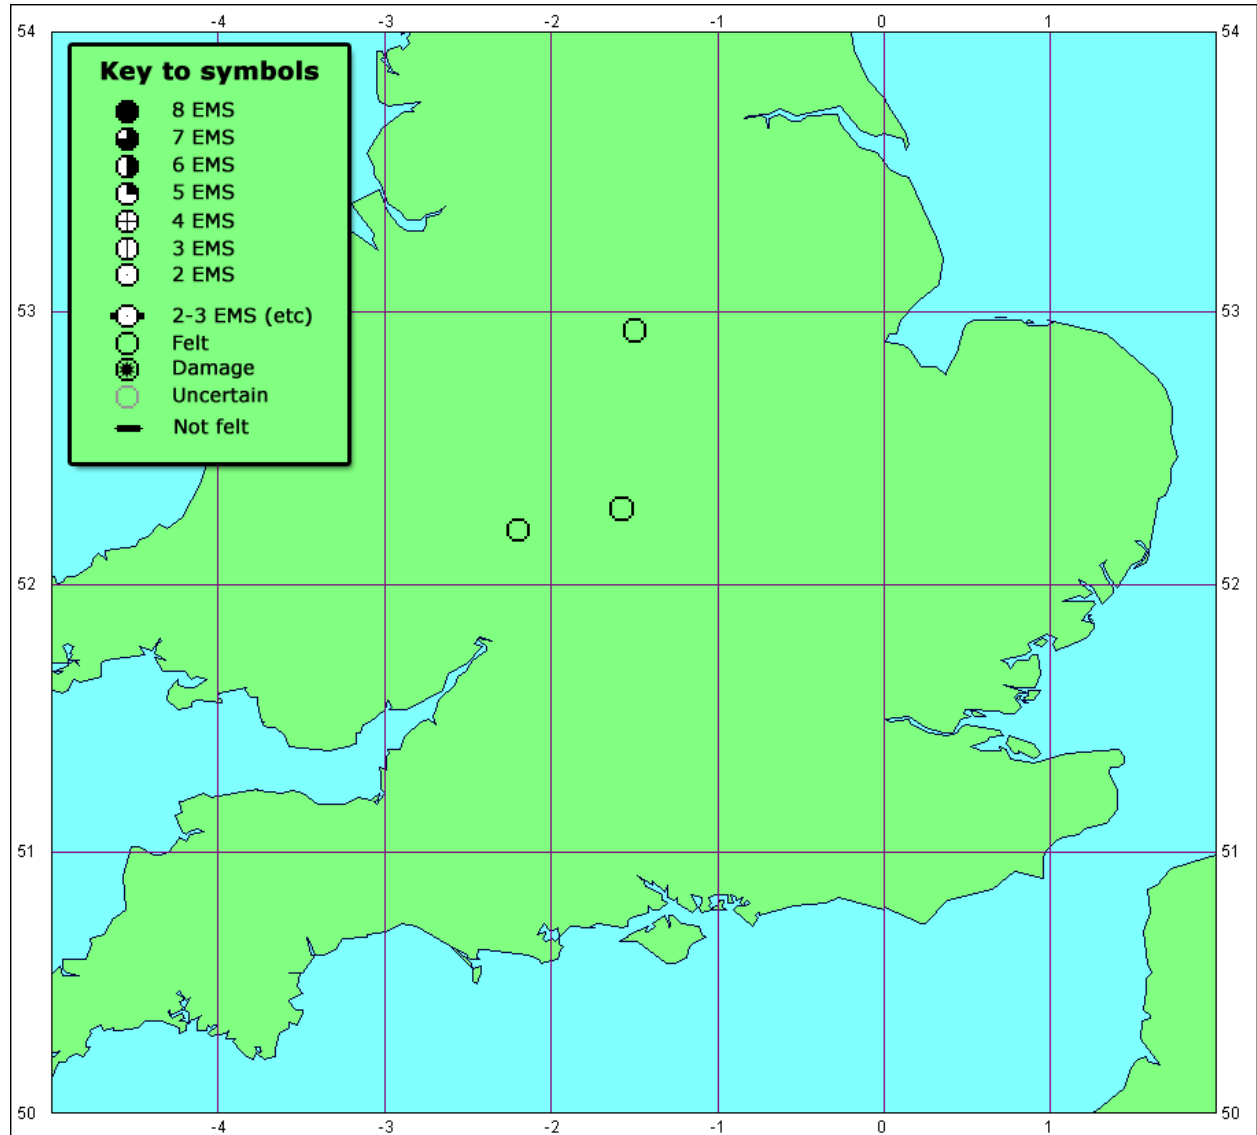 -4 -3 -2 -1 0 1
54 54
Key to symbols
8 EMS
7 EMS
6 EMS
5 EMS
4 EMS
3 EMS
2 EMS
2-3 EMS (etc)
Felt
Damage
Uncertain
Not felt
53 53
52 52
51 51
50 50
-4 -3 -2 -1 0 1